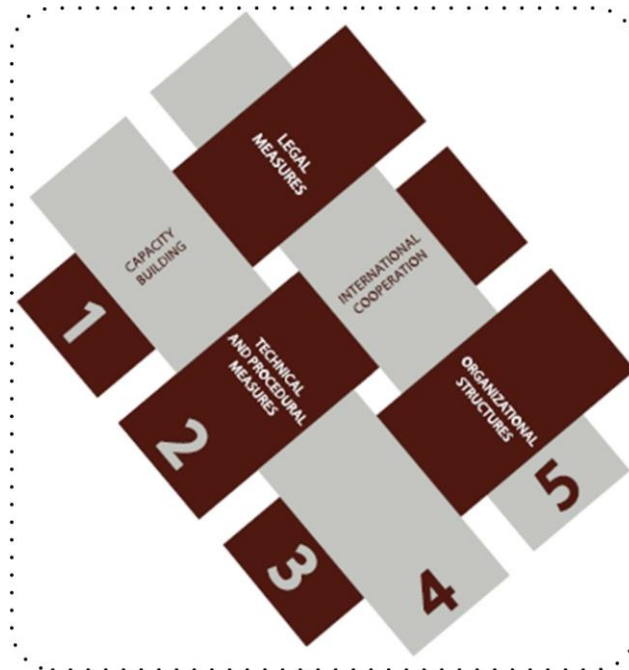 LEGAL
MEASURES
CAPACITY
BUILDING
INTERNATIONAL
COOPERATION
1
TECHNICAL
AND PROCEDURAL
MEASURES
ORGANIZATIONAL
STRUCTURES
2
5
3
4